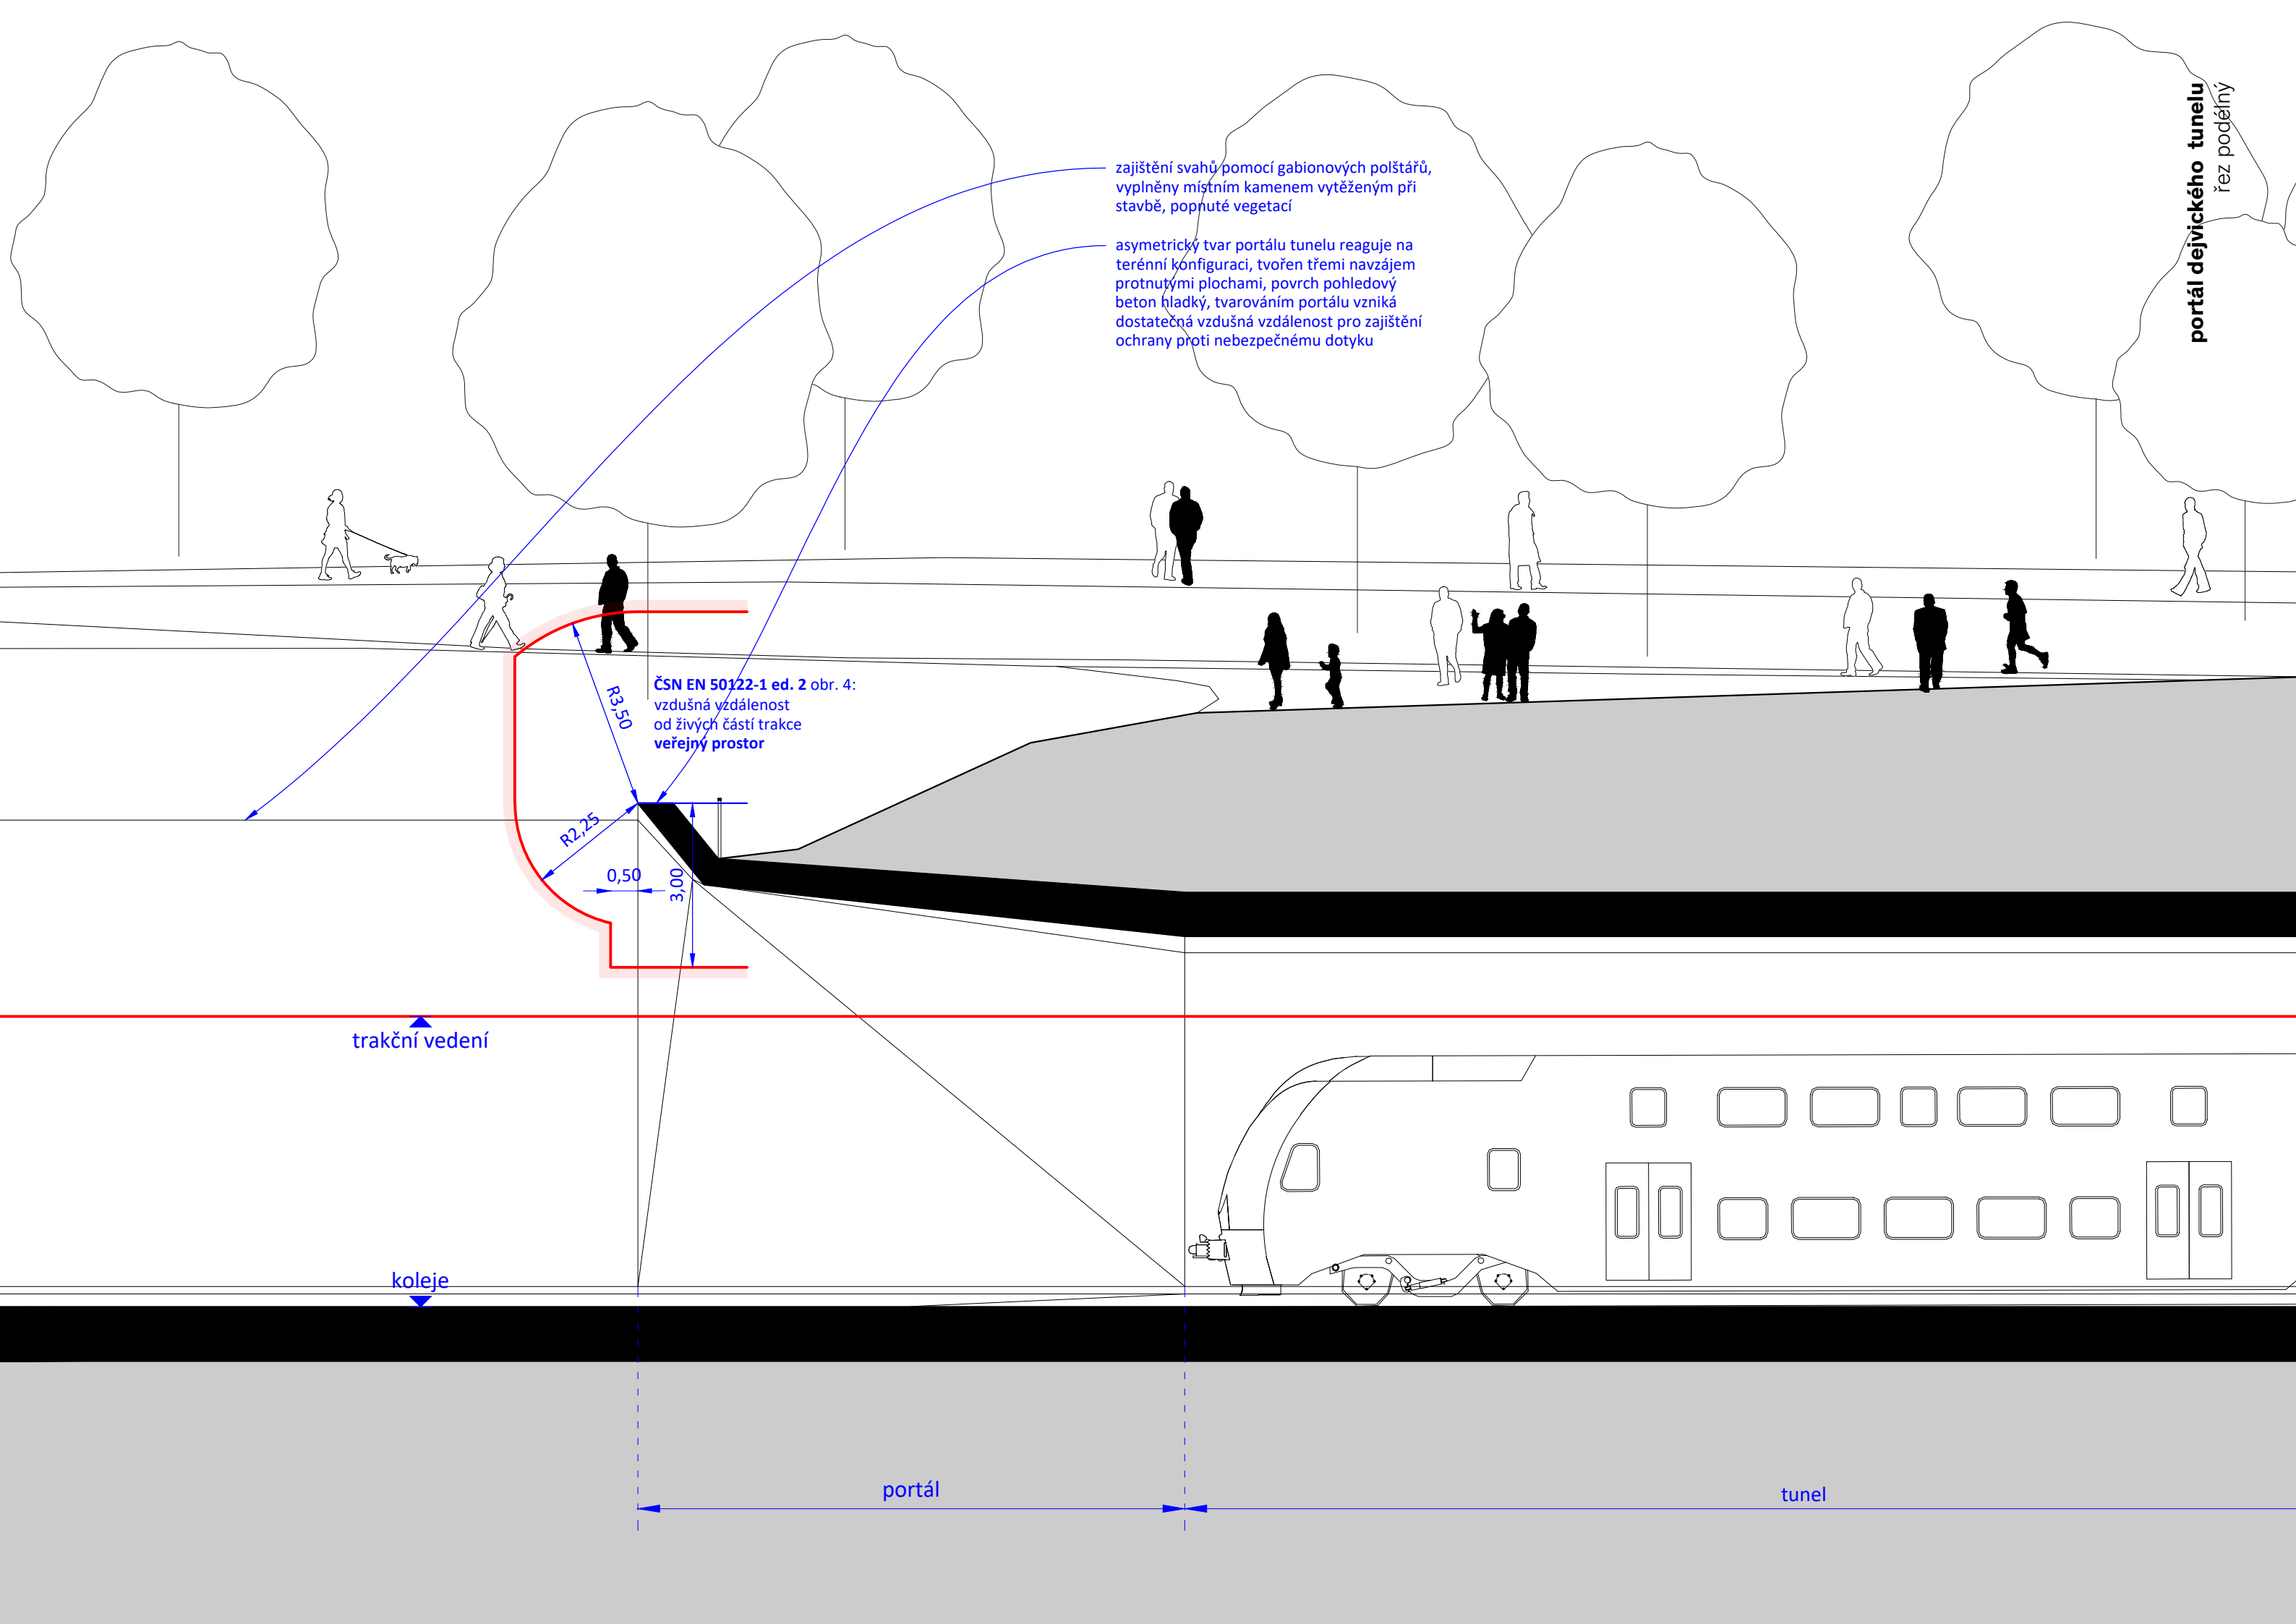 portál dejvického tunelu
řez podélný
zajištění svahů pomocí gabionových polštářů,
vyplněny místním kamenem vytěženým při
stavbě, popnuté vegetací
asymetrický tvar portálu tunelu reaguje na
terénní konfiguraci, tvořen třemi navzájem
protnutými plochami, povrch pohledový
beton hladký, tvarováním portálu vzniká
dostatečná vzdušná vzdálenost pro zajištění
ochrany proti nebezpečnému dotyku
ČSN EN 50122-1 ed. 2 obr. 4:
vzdušná vzdálenost
od živých částí trakce
veřejný prostor
R3,50
R2,25
0,50
3,00
trakční vedení
koleje
portál
tunel